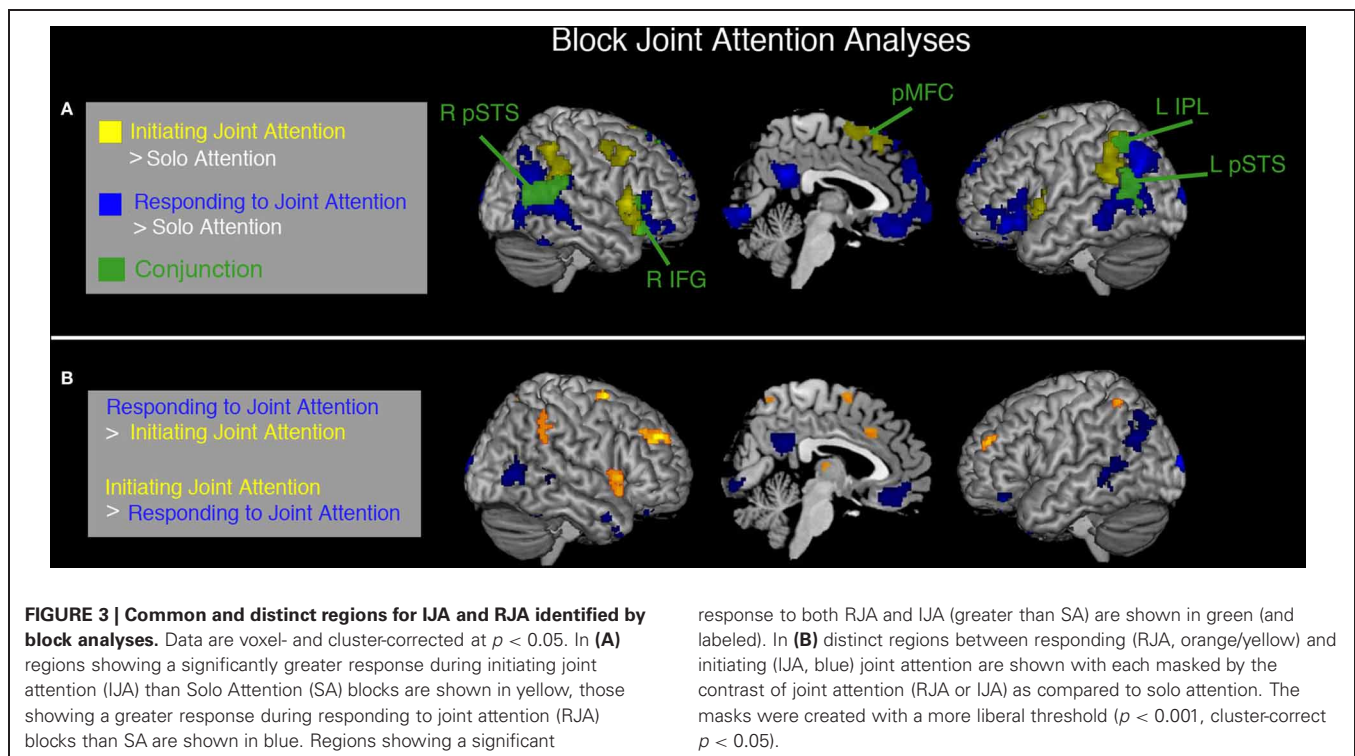 Block Joint Attention Analyses
A
Initiating Joint Attention
> Solo Attention
Responding to Joint Attention
> Solo Attention
Conjunction
R pSTS
R IFG
pMFC
L IPL
L pSTS
B
Responding to Joint Attention
> Initiating Joint Attention
Initiating Joint Attention
> Responding to Joint Attention
FIGURE 3 | Common and distinct regions for IJA and RJA identified by
block analyses. Data are voxel- and cluster-corrected at p < 0.05. In (A)
regions showing a significantly greater response during initiating joint
attention (IJA) than Solo Attention (SA) blocks are shown in yellow, those
showing a greater response during responding to joint attention (RJA)
blocks than SA are shown in blue. Regions showing a significant
response to both RJA and IJA (greater than SA) are shown in green (and
labeled). In (B) distinct regions between responding (RJA, orange/yellow) and
initiating (IJA, blue) joint attention are shown with each masked by the
contrast of joint attention (RJA or IJA) as compared to solo attention. The
masks were created with a more liberal threshold (p < 0.001, cluster-correct
p < 0.05).